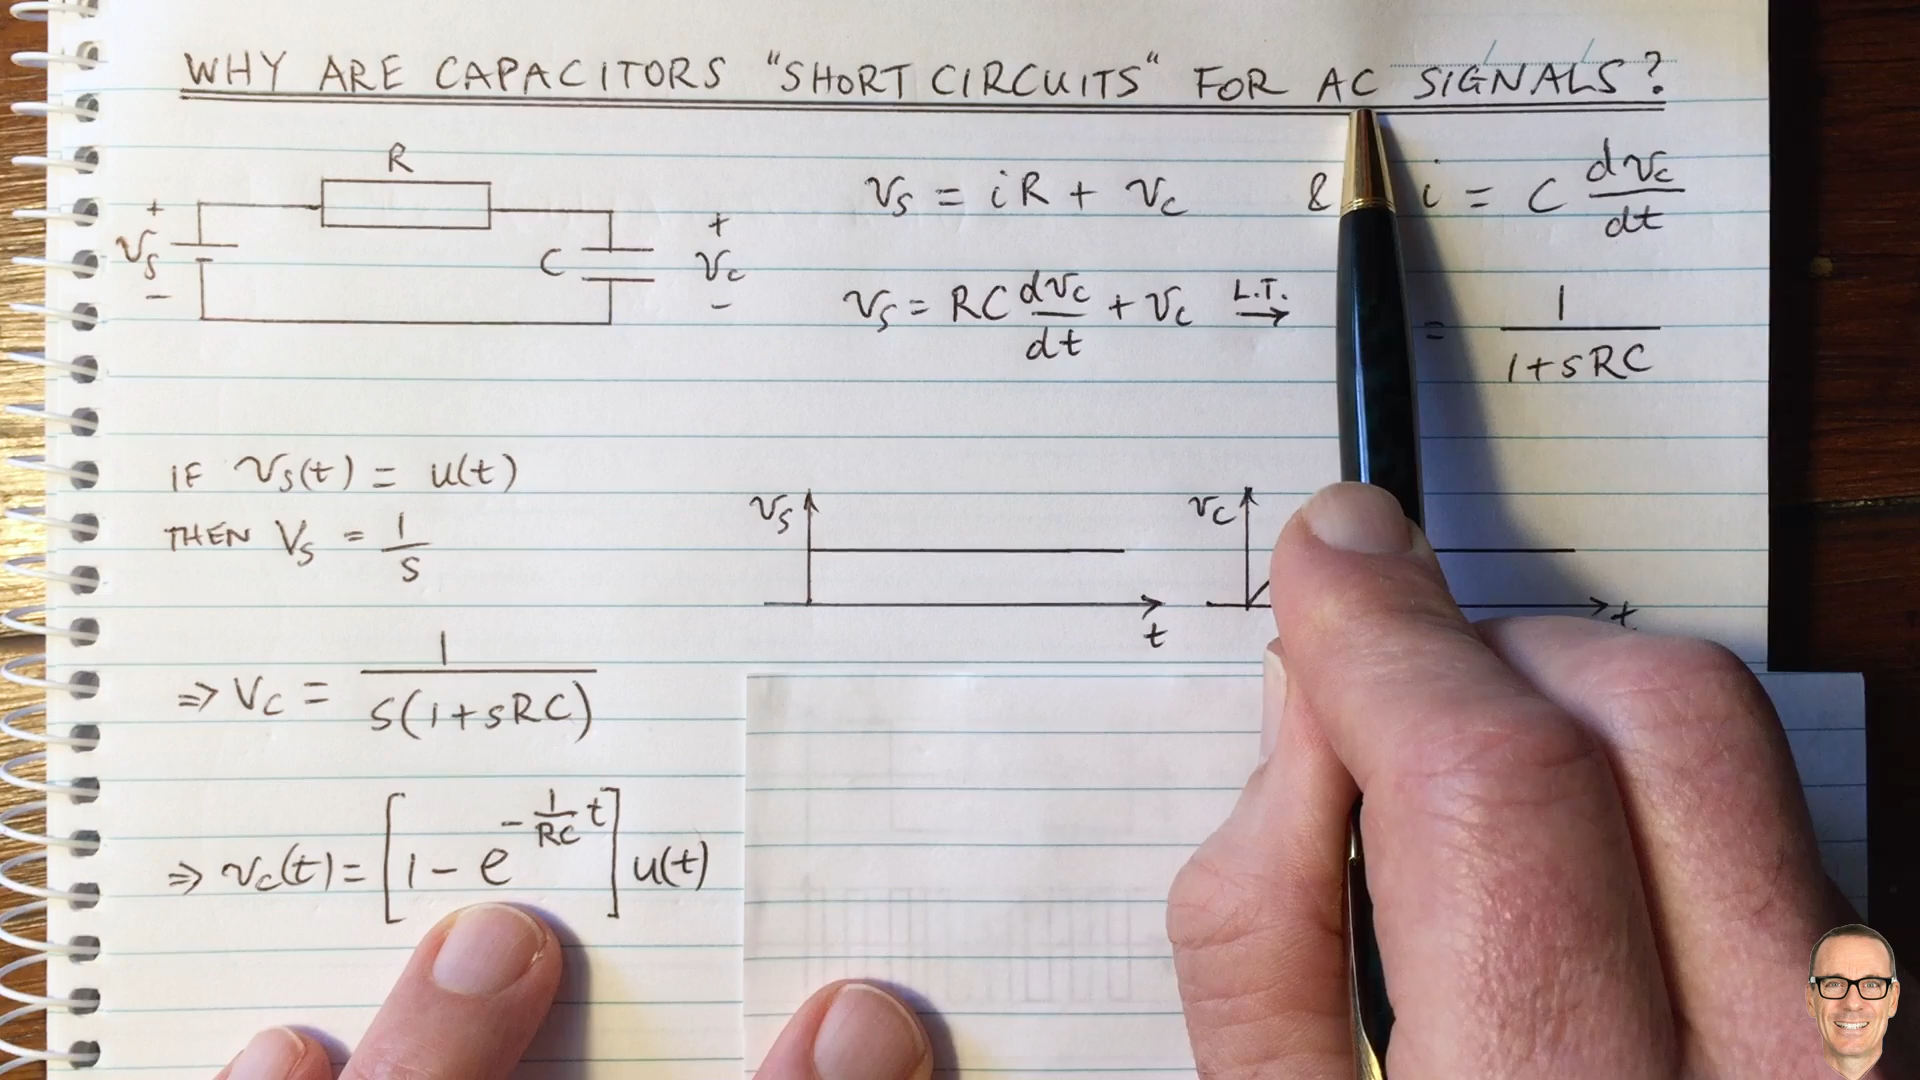 WHY ARE CAPACITORS "SHORT CIRCUITS" FOR AC SIGNALS?
R
+
Vs
−
C
+
Vc
−
Vs = iR + Vc & i = C dVc/dt
Vs = RC dVc/dt + Vc L.T. → = 1/(1+sRC)
IF Vs(t) = u(t)
THEN Vs = 1/s
⇒ Vc = 1/(s(1+sRC))
⇒ vc(t) = [1 − e^(−1/RC t)] u(t)
Vs
t
Vc
t